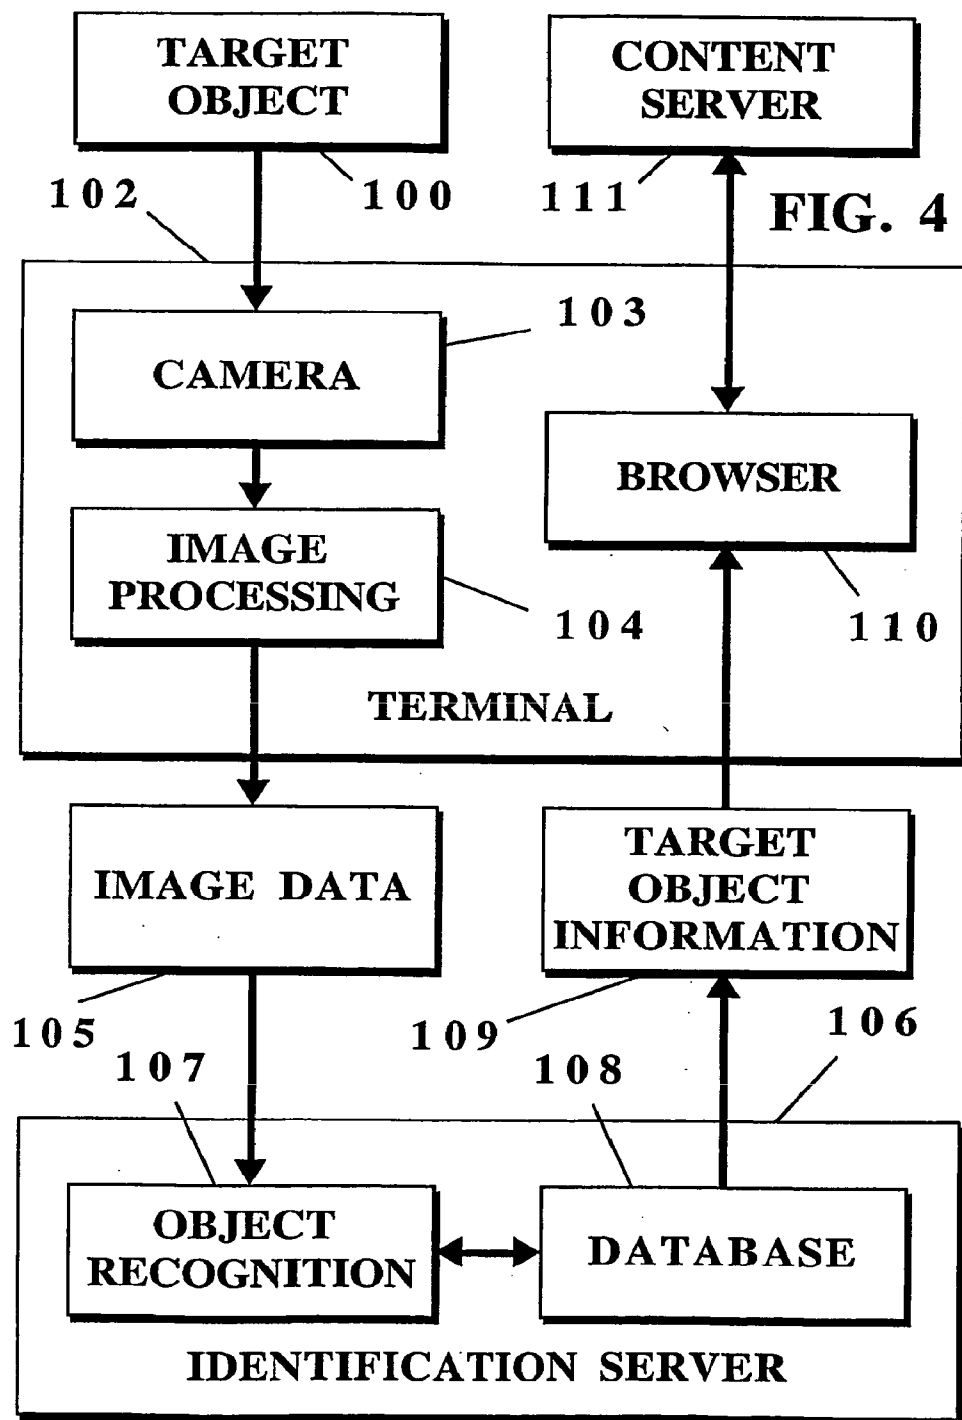 TARGET
OBJECT
CONTENT
SERVER
102
100
111
FIG. 4
103
CAMERA
BROWSER
IMAGE
PROCESSING
104
110
TERMINAL
IMAGE DATA
TARGET
OBJECT
INFORMATION
105
109
106
107
108
OBJECT
RECOGNITION
DATABASE
IDENTIFICATION SERVER